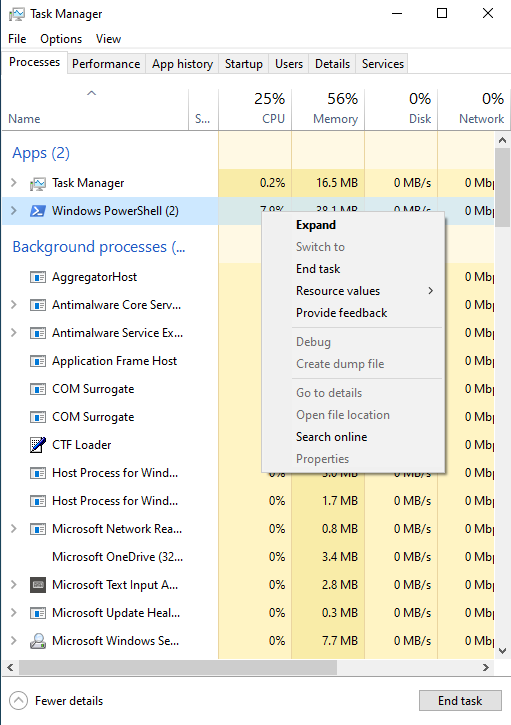 Task Manager
File Options View
Processes Performance App history Startup Users Details Services
25% 56% 0% 0%
Name S... CPU Memory Disk Network
Apps (2)
Task Manager 0.2% 16.5 MB 0 MB/s 0 Mbp
Windows PowerShell (2) 7.9% 38.1 MB 0 MB/s 0 Mbp
Expand
Switch to
End task
Resource values
Provide feedback
Debug
Create dump file
Go to details
Open file location
Search online
Properties
Background processes (...
AggregatorHost 0 Mbp
Antimalware Core Serv... 0 Mbp
Antimalware Service Ex... 0 Mbp
Application Frame Host 0 Mbp
COM Surrogate 0 Mbp
COM Surrogate 0 Mbp
CTF Loader 0 Mbp
Host Process for Wind... 0% MB 0 MB/s 0 Mbp
Host Process for Wind... 0% 1.7 MB 0 MB/s 0 Mbp
Microsoft Network Rea... 0% 0.8 MB 0 MB/s 0 Mbp
Microsoft OneDrive (32... 0% 3.4 MB 0 MB/s 0 Mbp
Microsoft Text Input A... 0% 2.8 MB 0 MB/s 0 Mbp
Microsoft Update Heal... 0% 0.3 MB 0 MB/s 0 Mbp
Microsoft Windows Se... 0% 7.7 MB 0 MB/s 0 Mbp
Fewer details End task